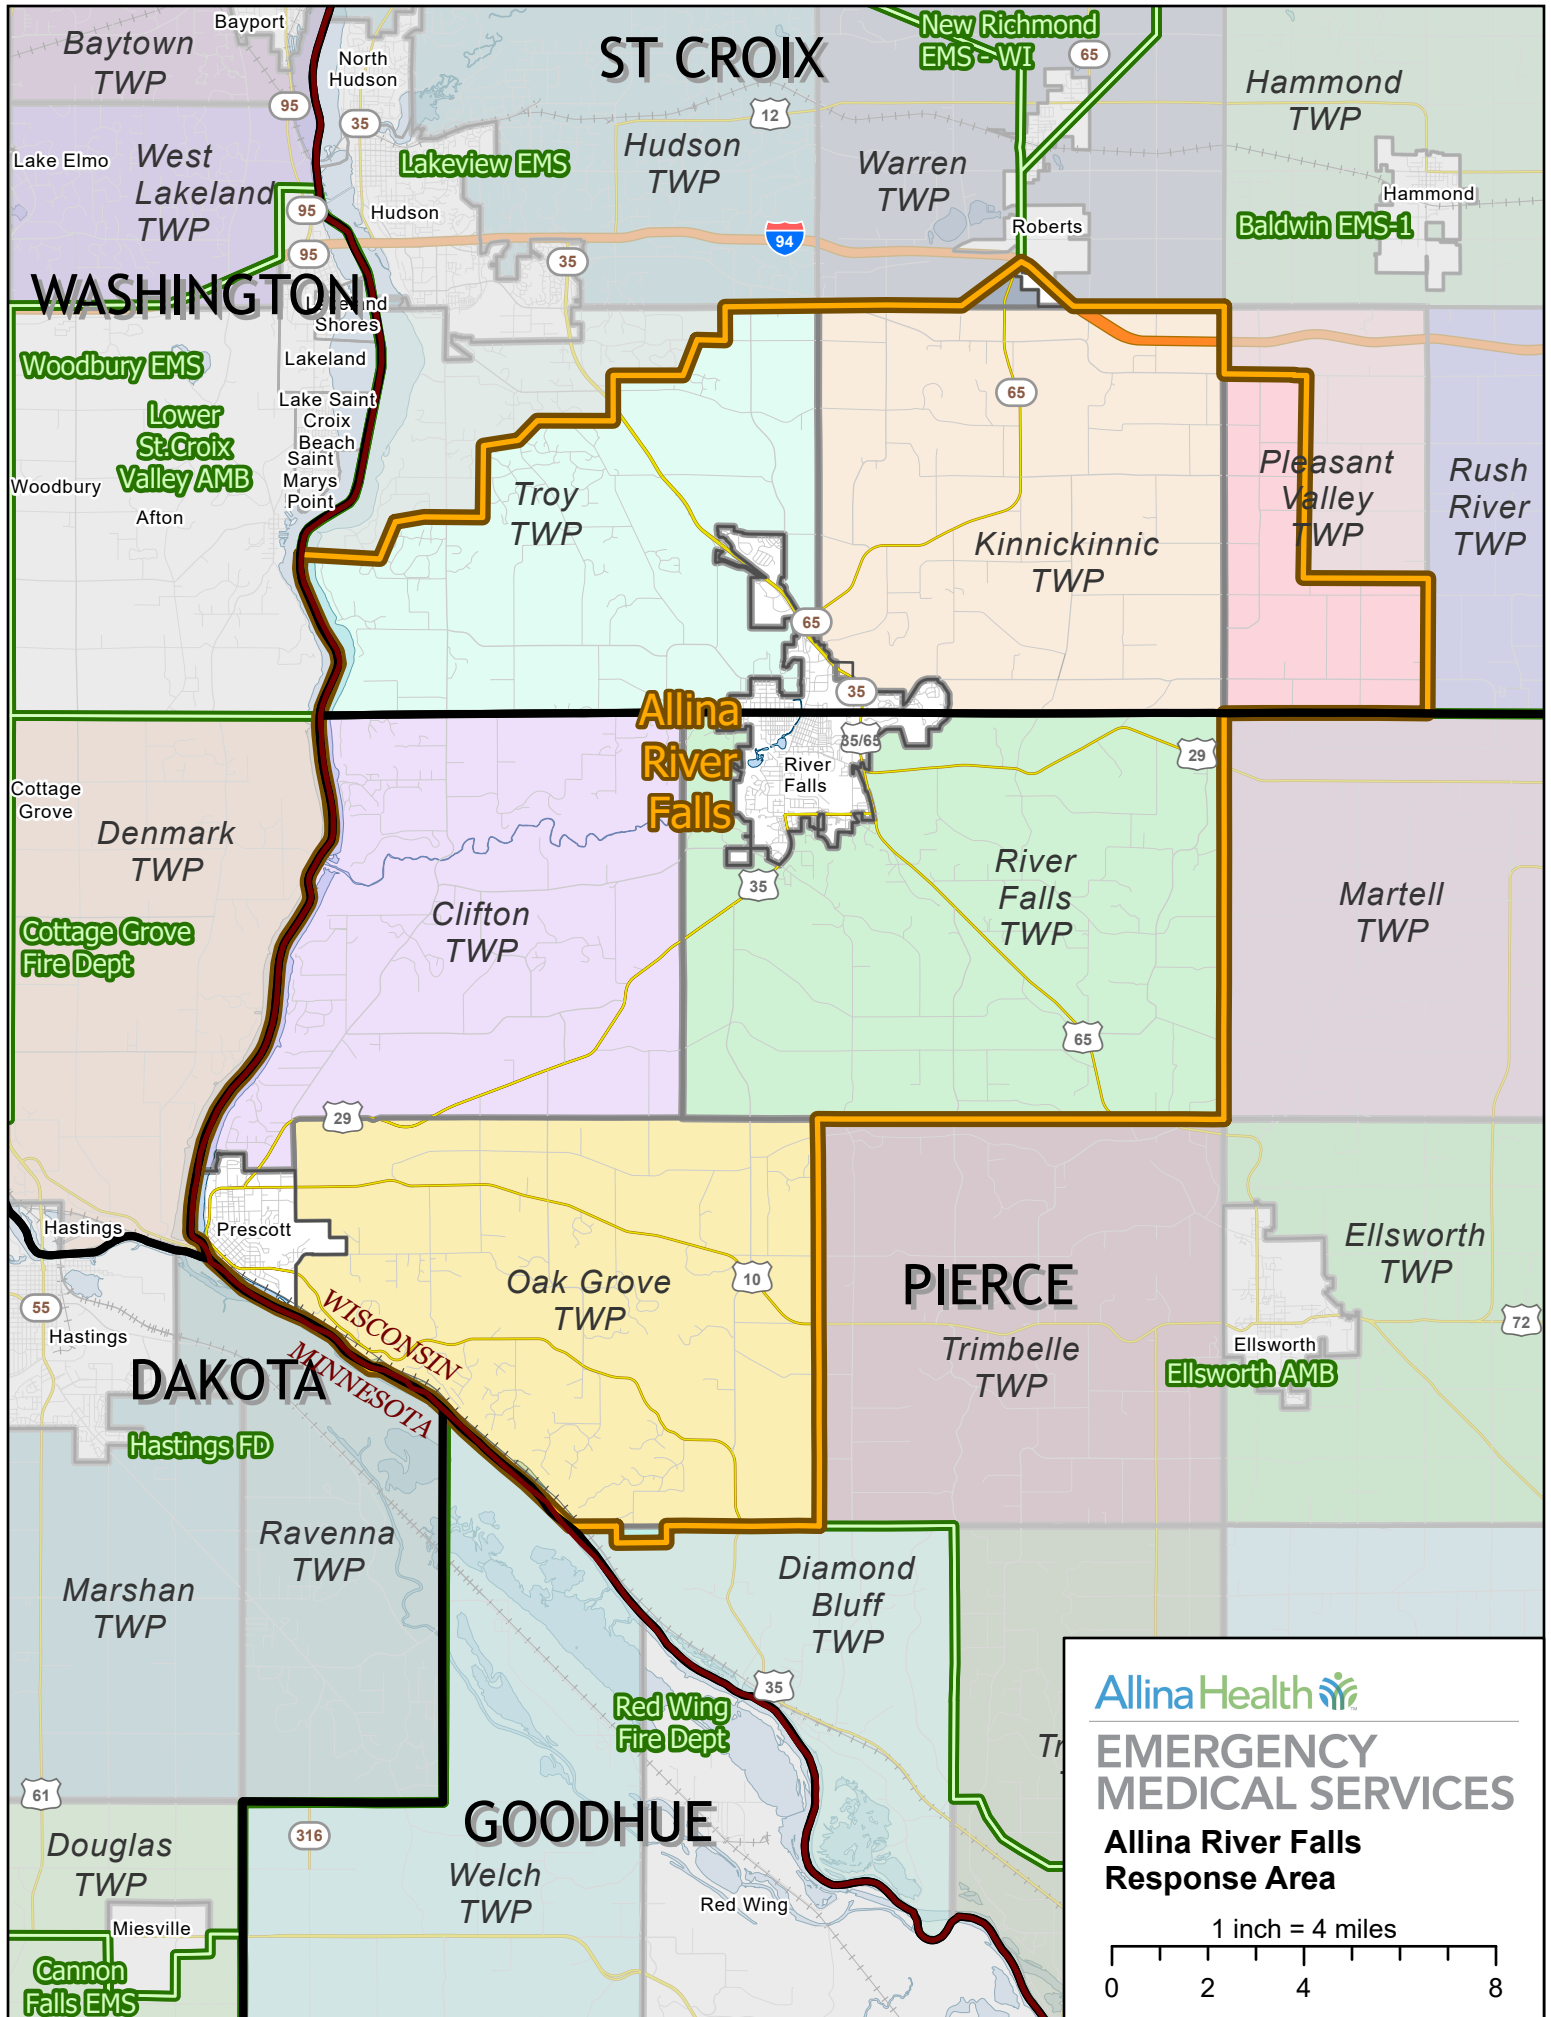 Bayport
Baytown
TWP
North
Hudson
ST CROIX
New Richmond
EMS - WI
65
Hammond
TWP
95
35
12
Lake Elmo
West
Lakeland
TWP
Lakeview EMS
Hudson
TWP
Warren
TWP
Hammond
95
Hudson
Roberts
Baldwin EMS-1
95
35
94
WASHINGTON
Lakeland
Shores
Woodbury EMS
Lakeland
65
Lower
St.Croix
Valley AMB
Lake Saint
Croix
Beach
Saint
Marys
Point
Woodbury
Afton
Troy
TWP
Pleasant
Valley
TWP
Rush
River
TWP
Kinnickinnic
TWP
65
35
Allina
River
Falls
35/65
29
River
Falls
Cottage
Grove
Denmark
TWP
35
River
Falls
TWP
Martell
TWP
Clifton
TWP
Cottage Grove
Fire Dept
65
29
Hastings
Prescott
Ellsworth
TWP
Oak Grove
TWP
10
PIERCE
55
Hastings
WISCONSIN
MINNESOTA
Trimbelle
TWP
72
Ellsworth
Ellsworth AMB
DAKOTA
Hastings FD
Ravenna
TWP
Marshan
TWP
Diamond
Bluff
TWP
35
Red Wing
Fire Dept
Tr
61
GOODHUE
316
Douglas
TWP
Welch
TWP
Red Wing
Miesville
Cannon
Falls EMS
AllinaHealth
EMERGENCY
MEDICAL SERVICES
Allina River Falls
Response Area
1 inch = 4 miles
0 2 4 8